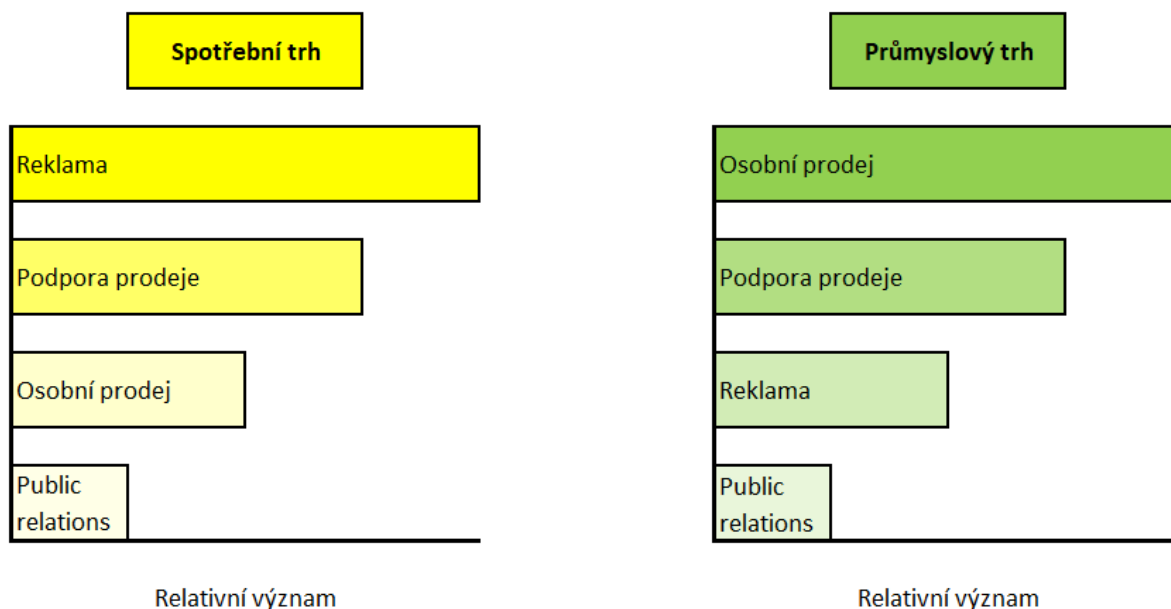 Spotřební trh
Reklama
Podpora prodeje
Osobní prodej
Public
relations
Relativní význam
Průmyslový trh
Osobní prodej
Podpora prodeje
Reklama
Public
relations
Relativní význam